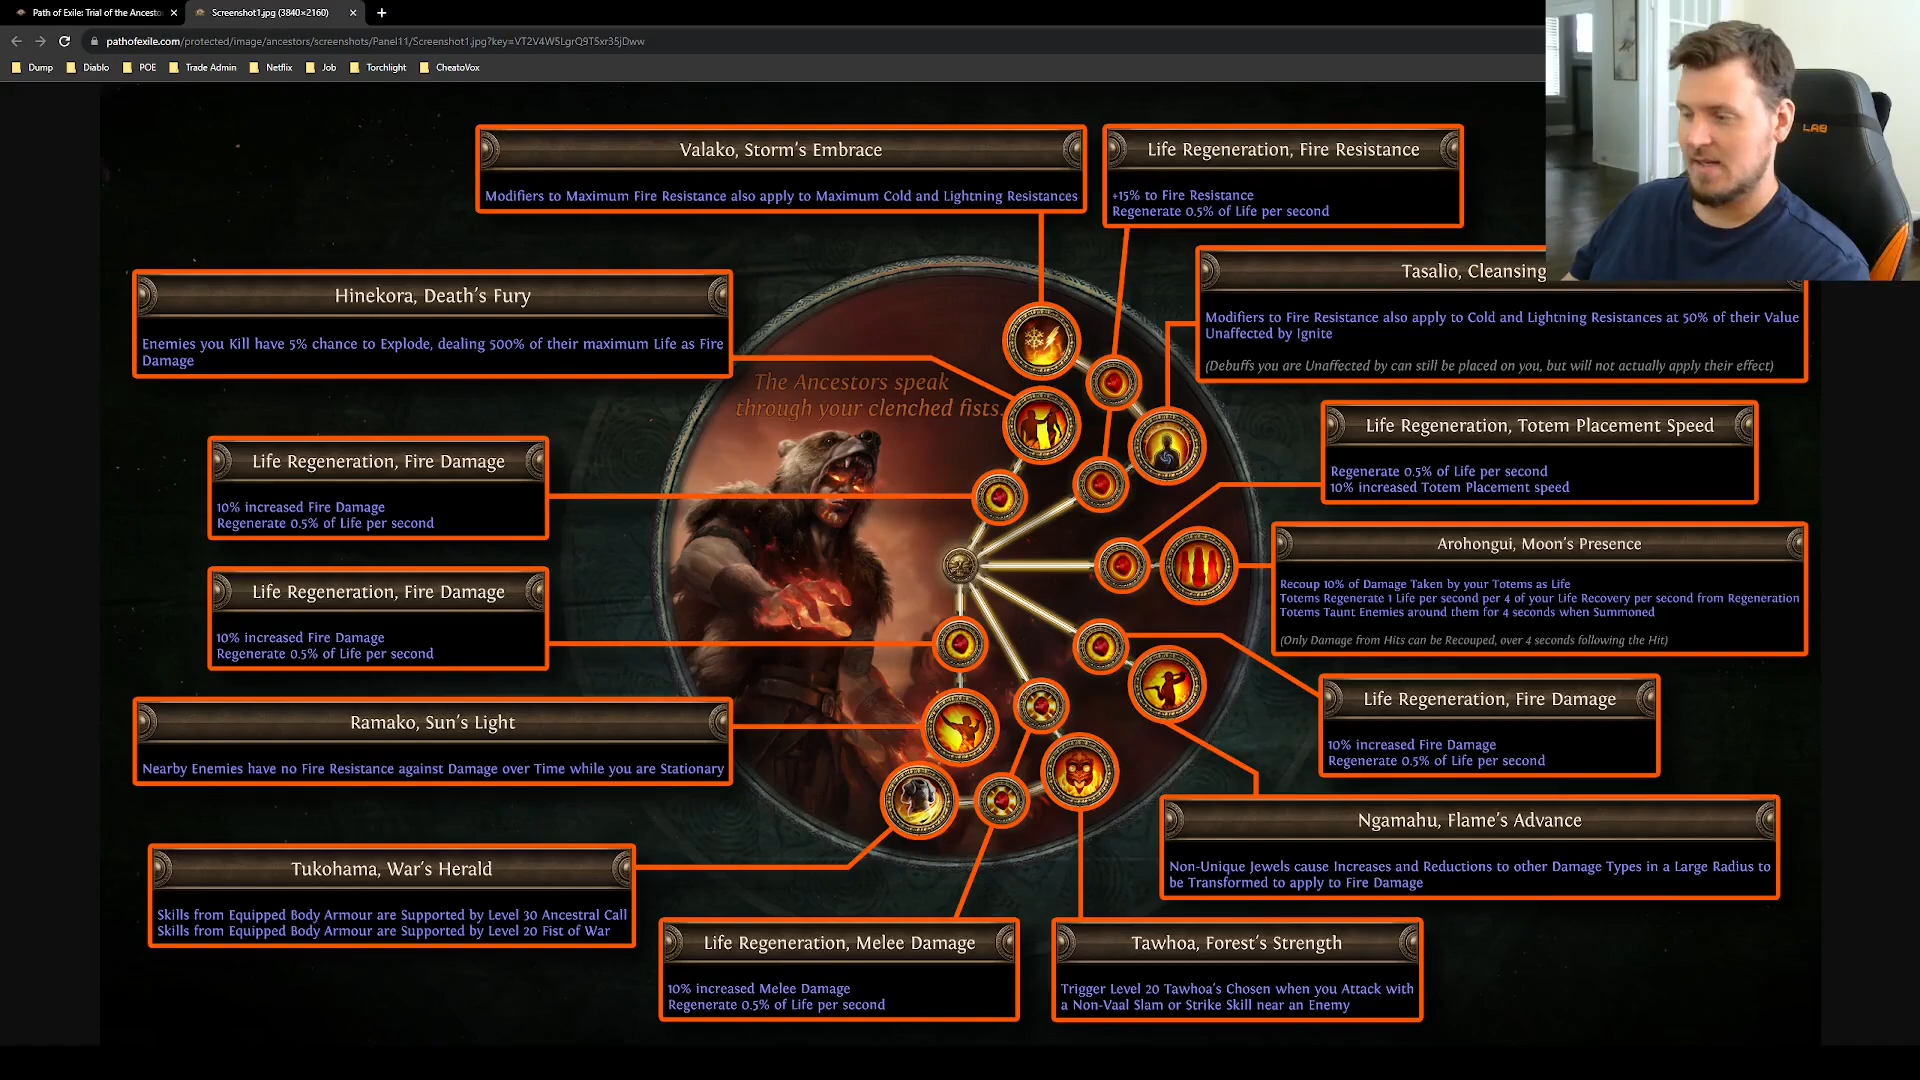 Path of Exile: Trial of the Ancesto
Screenshot1.jpg (3840×2160)
pathofexile.com/protected/image/ancestors/screenshots/Panel11/Screenshot1.jpg?key=VT2V4W5LgrQ9T5xr35jDww
Dump
Diablo
POE
Trade Admin
Netflix
Job
Torchlight
CheatoVox
LAB
Valako, Storm's Embrace
Modifiers to Maximum Fire Resistance also apply to Maximum Cold and Lightning Resistances
Life Regeneration, Fire Resistance
+15% to Fire Resistance
Regenerate 0.5% of Life per second
Tasalio, Cleansing
Modifiers to Fire Resistance also apply to Cold and Lightning Resistances at 50% of their Value
Unaffected by Ignite
(Debuffs you are Unaffected by can still be placed on you, but will not actually apply their effect)
Hinekora, Death's Fury
Enemies you Kill have 5% chance to Explode, dealing 500% of their maximum Life as Fire
Damage
The Ancestors speak
through your clenched fists.
Life Regeneration, Totem Placement Speed
Regenerate 0.5% of Life per second
10% increased Totem Placement speed
Life Regeneration, Fire Damage
10% increased Fire Damage
Regenerate 0.5% of Life per second
Arohongui, Moon's Presence
Recoup 10% of Damage Taken by your Totems as Life
Totems Regenerate 1 Life per second per 4 of your Life Recovery per second from Regeneration
Totems Taunt Enemies around them for 4 seconds when Summoned
(Only Damage from Hits can be Recouped, over 4 seconds following the Hit)
Life Regeneration, Fire Damage
10% increased Fire Damage
Regenerate 0.5% of Life per second
Life Regeneration, Fire Damage
10% increased Fire Damage
Regenerate 0.5% of Life per second
Ramako, Sun's Light
Nearby Enemies have no Fire Resistance against Damage over Time while you are Stationary
Ngamahu, Flame's Advance
Non-Unique Jewels cause Increases and Reductions to other Damage Types in a Large Radius to
be Transformed to apply to Fire Damage
Tukohama, War's Herald
Skills from Equipped Body Armour are Supported by Level 30 Ancestral Call
Skills from Equipped Body Armour are Supported by Level 20 Fist of War
Life Regeneration, Melee Damage
10% increased Melee Damage
Regenerate 0.5% of Life per second
Tawhoa, Forest's Strength
Trigger Level 20 Tawhoa's Chosen when you Attack with
a Non-Vaal Slam or Strike Skill near an Enemy